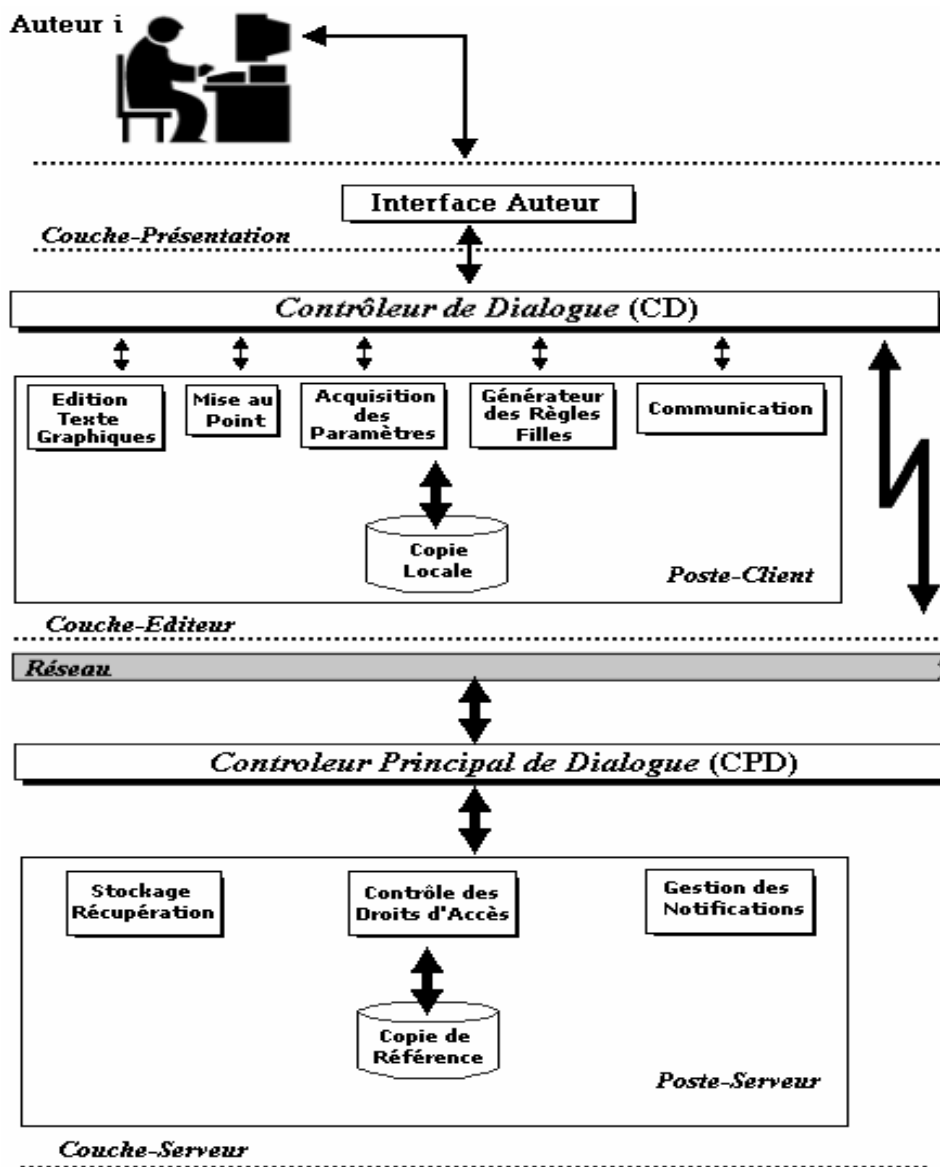 Auteur i
Interface Auteur
Couche-Présentation
Contrôleur de Dialogue (CD)
Edition
Texte
Graphiques
Mise au
Point
Acquisition
des
Paramètres
Générateur
des Règles
Filles
Communication
Copie
Locale
Poste-Client
Couche-Editeur
Réseau
Controleur Principal de Dialogue (CPD)
Stockage
Récupération
Contrôle des
Droits d'Accès
Gestion des
Notifications
Copie de
Référence
Poste-Serveur
Couche-Serveur